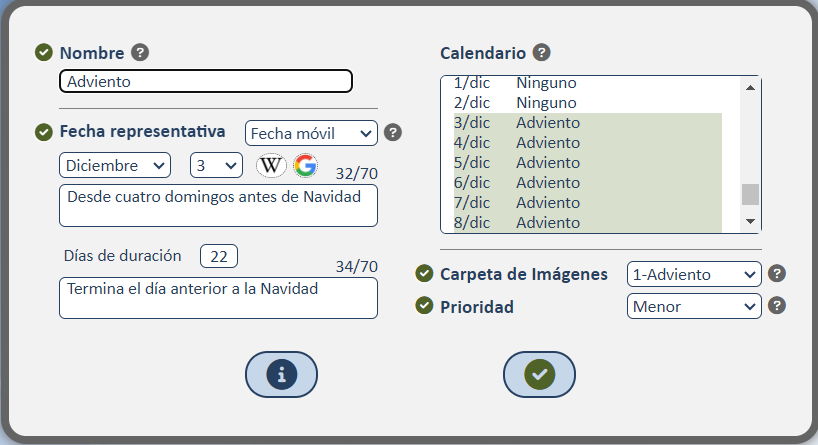 Nombre ?
Adviento
Fecha representativa Fecha móvil ?
Diciembre 3 W G 32/70
Desde cuatro domingos antes de Navidad
Días de duración 22 34/70
Termina el día anterior a la Navidad
Calendario ?
1/dic Ninguno
2/dic Ninguno
3/dic Adviento
4/dic Adviento
5/dic Adviento
6/dic Adviento
7/dic Adviento
8/dic Adviento
Carpeta de Imágenes 1-Adviento ?
Prioridad Menor ?
i